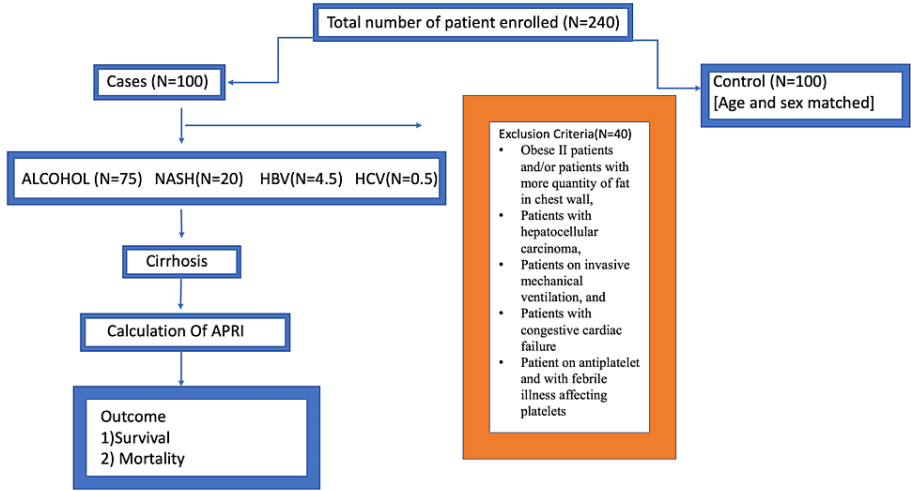 Total number of patient enrolled (N=240)
Cases (N=100)
Control (N=100)
[Age and sex matched]
ALCOHOL (N=75) NASH(N=20) HBV(N=4.5) HCV(N=0.5)
Cirrhosis
Calculation Of APRI
Outcome
1)Survival
2) Mortality
Exclusion Criteria(N=40)
• Obese II patients
and/or patients with
more quantity of fat
in chest wall,
• Patients with
hepatocellular
carcinoma,
• Patients on invasive
mechanical
ventilation, and
• Patients with
congestive cardiac
failure
• Patient on antiplatelet
and with febrile
illness affecting
platelets